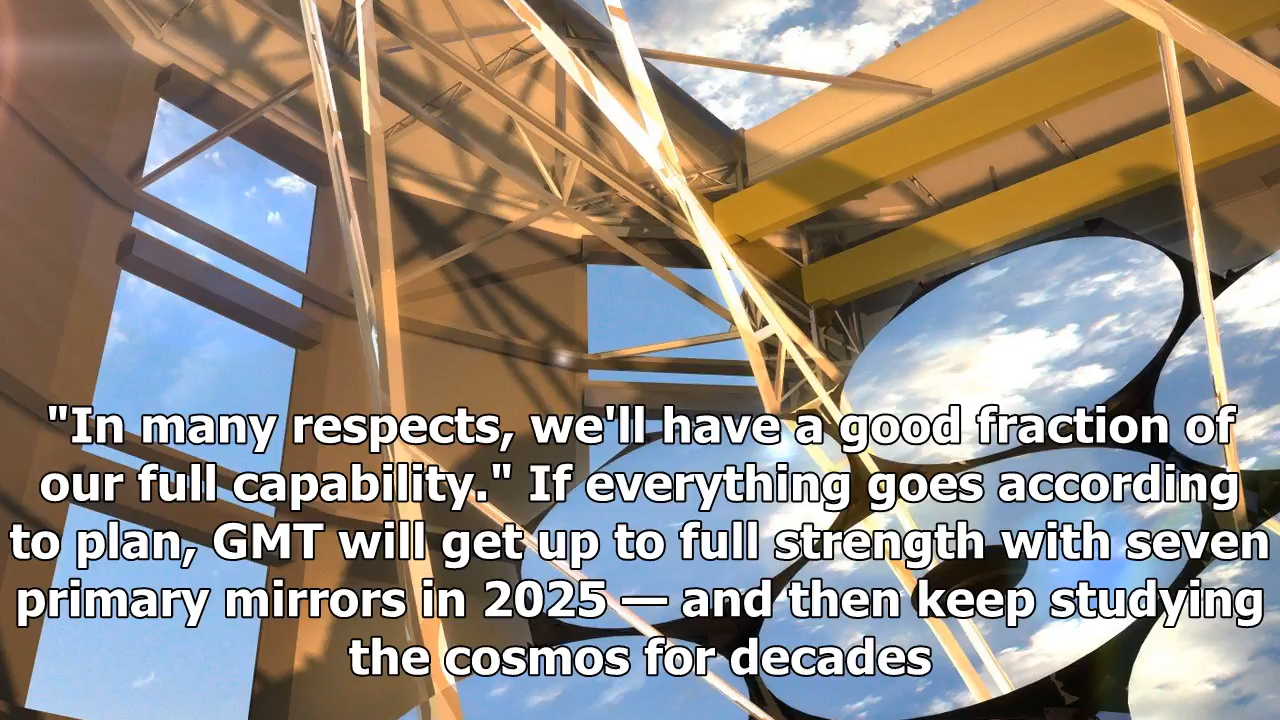 "In many respects, we'll have a good fraction of
our full capability." If everything goes according
to plan, GMT will get up to full strength with seven
primary mirrors in 2025 — and then keep studying
the cosmos for decades